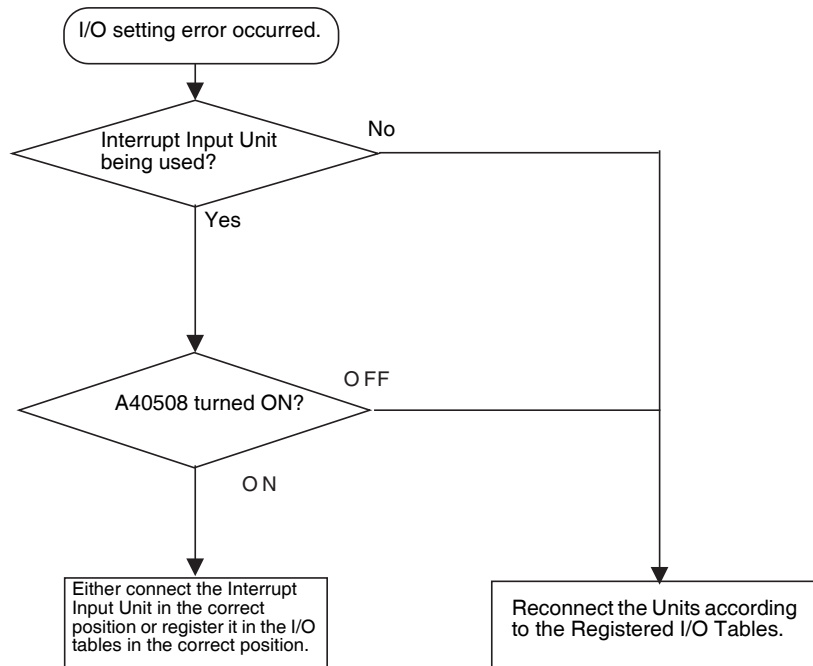 I/O setting error occurred.
Interrupt Input Unit
being used?
No
Yes
A40508 turned ON?
OFF
ON
Either connect the Interrupt
Input Unit in the correct
position or register it in the I/O
tables in the correct position.
Reconnect the Units according
to the Registered I/O Tables.